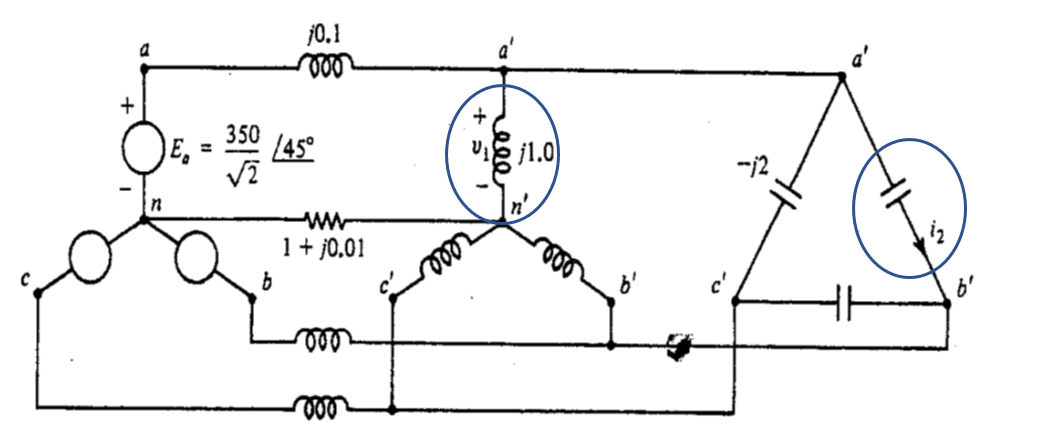 j0.1
a
a'
a'
+
E_a = 350/√2 ∠45°
-
+
v_1
j1.0
-
-j2
i_2
n
n'
1 + j0.01
c
b
c'
b'
c'
b'